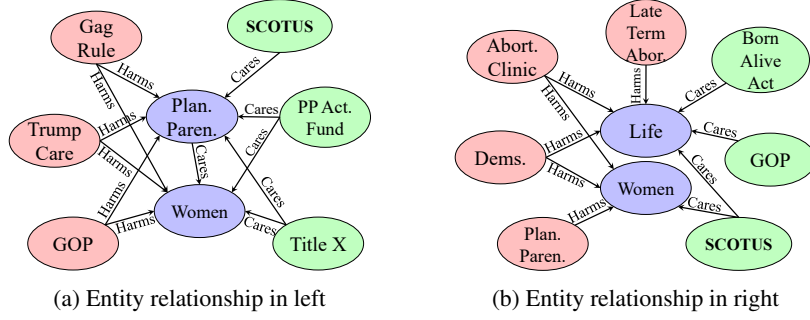 Gag
Rule
SCOTUS
Harms
Harms
Cares
Trump
Care
Harms
Harms
Plan.
Paren.
Cares
PP Act.
Fund
Cares
Cares
Cares
GOP
Harms
Harms
Women
Cares
Title X
(a) Entity relationship in left
Abort.
Clinic
Late
Term
Abor.
Born
Alive
Act
Harms
Harms
Harms
Cares
Dems.
Harms
Harms
Life
Cares
GOP
Women
Cares
Cares
Plan.
Paren.
Harms
SCOTUS
(b) Entity relationship in right